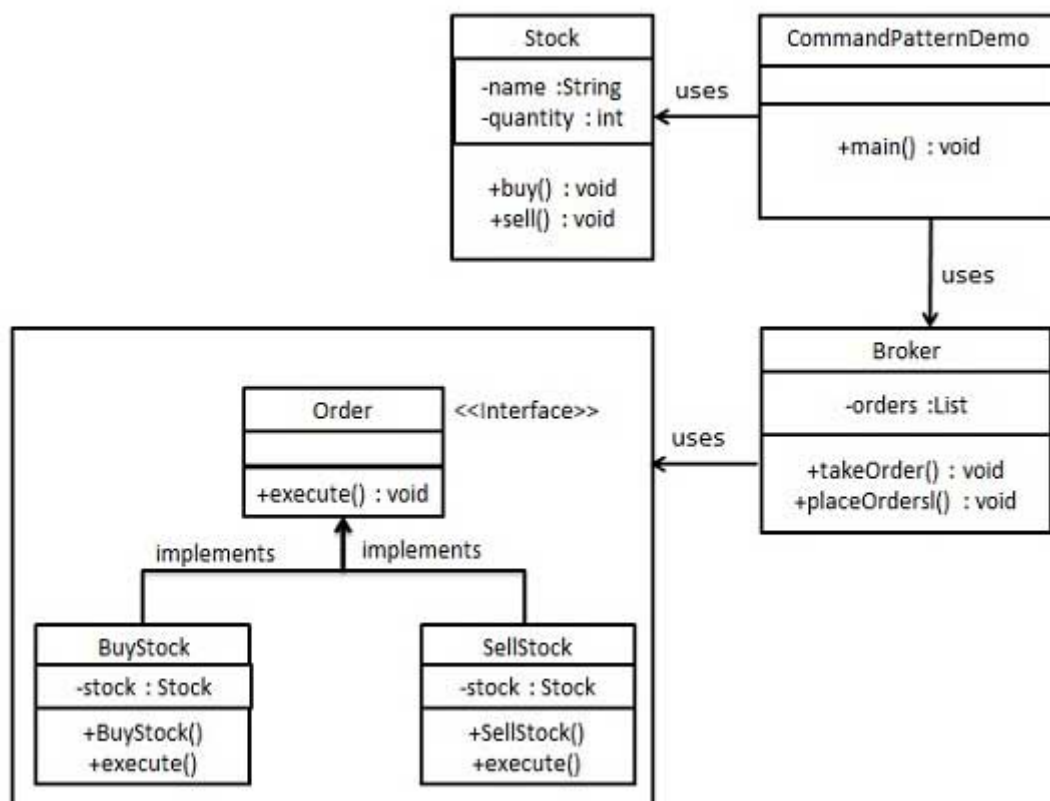 Stock
-name :String
-quantity : int
+buy() : void
+sell() : void
uses
CommandPatternDemo
+main() : void
uses
Broker
-orders :List
+takeOrder() : void
+placeOrdersl() : void
uses
Order
<<Interface>>
+execute() : void
implements
implements
BuyStock
-stock : Stock
+BuyStock()
+execute()
SellStock
-stock : Stock
+SellStock()
+execute()